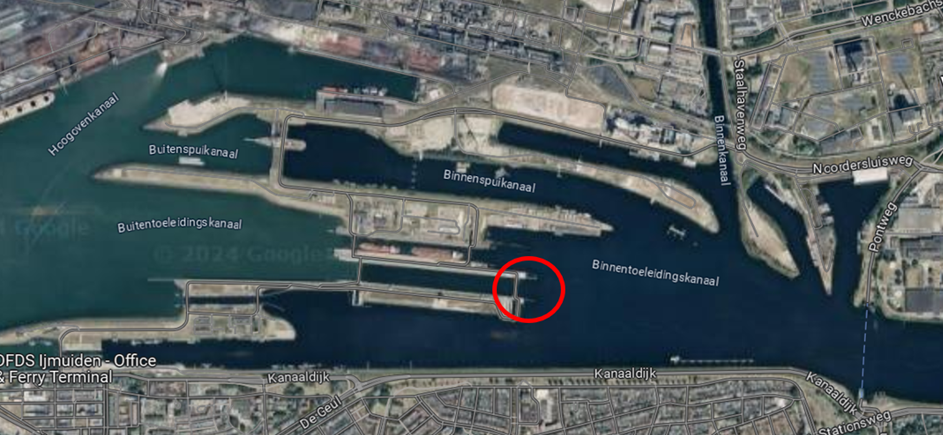 Wenckebachs
Hoogovenkanaal
Staalhavenweg
Binnenkanaal
Buitenspuikanaal
Noordersluisweg
Binnenspuikanaal
Pontweg
Buitentoeleidingskanaal
Google
© 2024 Google
Binnentoeleidingskanaal
DFDS Ijmuiden - Office
& Ferry Terminal
Kanaaldijk
Kanaaldijk
Kanaaldijk
De Geul
Stationsweg